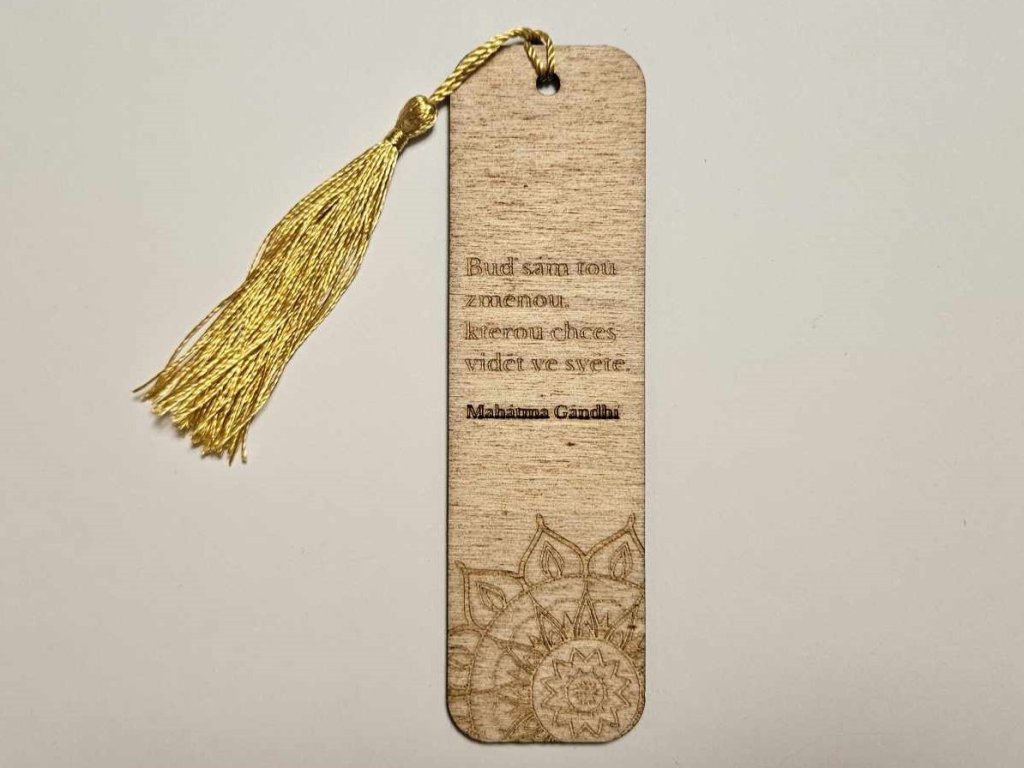 Buď sám tou
změnou,
kterou chceš
vidět ve světě.
Mahátma Gándhí